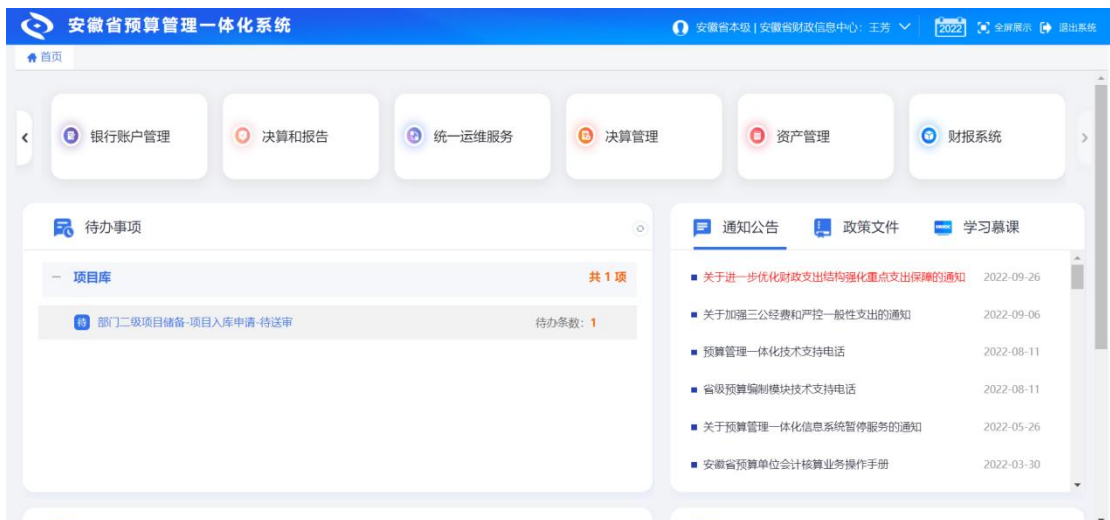 安徽省预算管理一体化系统
安徽省本级 | 安徽省财政信息中心：王芳
2022
全屏展示
退出系统
首页
银行账户管理
决算和报告
统一运维服务
决算管理
资产管理
财报系统
待办事项
项目库
共 1 项
待 部门二级项目储备-项目入库申请-待送审
待办条数：1
通知公告
政策文件
学习慕课
关于进一步优化财政支出结构强化重点支出保障的通知 2022-09-26
关于加强三公经费和严控一般性支出的通知 2022-09-06
预算管理一体化技术支持电话 2022-08-11
省级预算编制模块技术支持电话 2022-08-11
关于预算管理一体化信息系统暂停服务的通知 2022-05-26
安徽省预算单位会计核算业务操作手册 2022-03-30